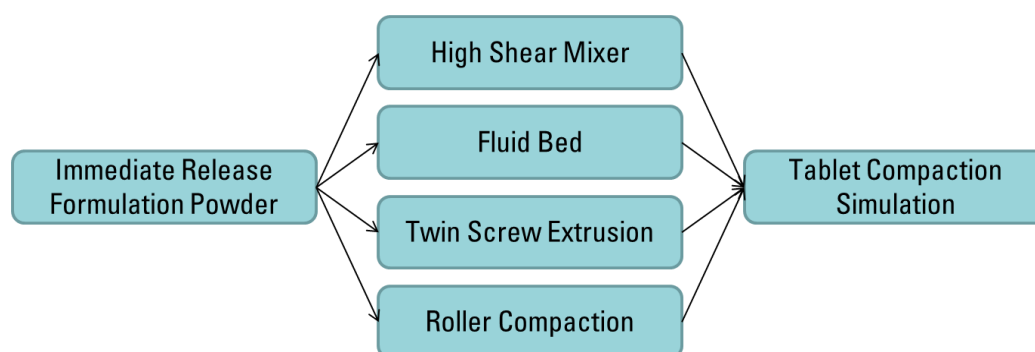 Immediate Release
Formulation Powder
High Shear Mixer
Fluid Bed
Twin Screw Extrusion
Roller Compaction
Tablet Compaction
Simulation